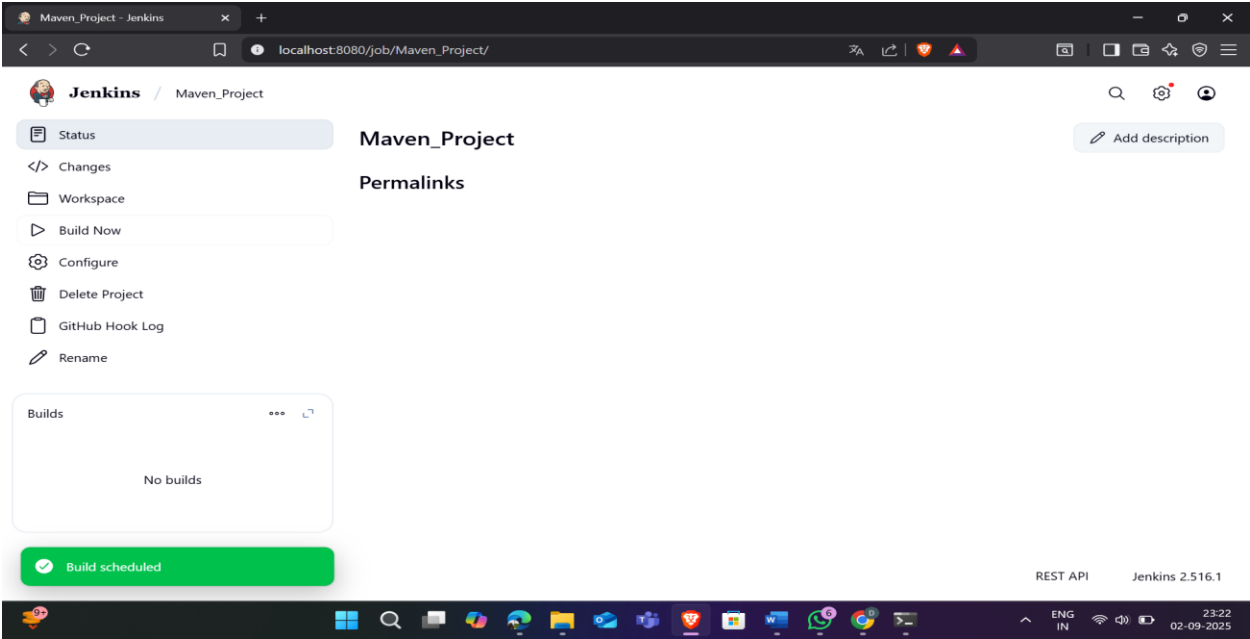 Maven_Project - Jenkins
localhost:8080/job/Maven_Project/
Jenkins / Maven_Project
Status
Changes
Workspace
Build Now
Configure
Delete Project
GitHub Hook Log
Rename
Maven_Project
Add description
Permalinks
Builds
No builds
Build scheduled
REST API
Jenkins 2.516.1
9+
6
D
ENG
IN
23:22
02-09-2025